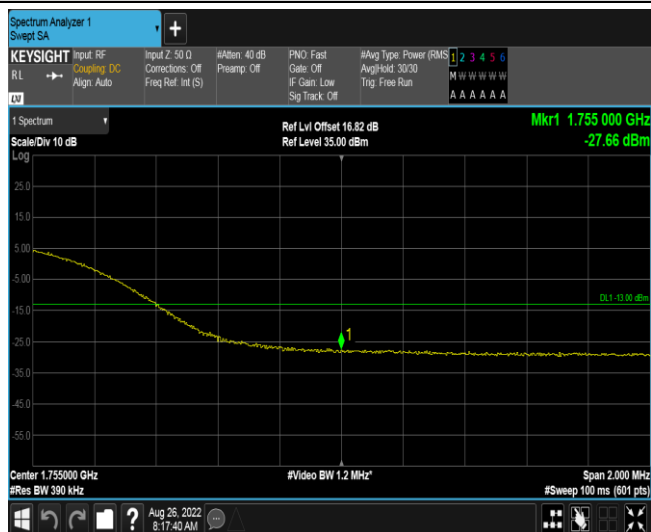 Spectrum Analyzer 1
Swept SA
+
KEYSIGHT
RL
LXI
Input: RF
Coupling: DC
Align: Auto
Input Z: 50 Ω
Corrections: Off
Freq Ref: Int (S)
#Atten: 40 dB
Preamp: Off
PNO: Fast
Gate: Off
IF Gain: Low
Sig Track: Off
#Avg Type: Power (RMS
Avg|Hold: 30/30
Trig: Free Run
1 2 3 4 5 6
M W W W W W
A A A A A A
1 Spectrum
Scale/Div 10 dB
Ref Lvl Offset 16.82 dB
Ref Level 35.00 dBm
Mkr1 1.755 000 GHz
-27.66 dBm
Log
25.0
15.0
5.00
-5.00
-15.0
-25.0
-35.0
-45.0
-55.0
DL1 -13.00 dBm
1
Center 1.755000 GHz
#Res BW 390 kHz
#Video BW 1.2 MHz*
Span 2.000 MHz
#Sweep 100 ms (601 pts)
?
Aug 26, 2022
8:17:40 AM